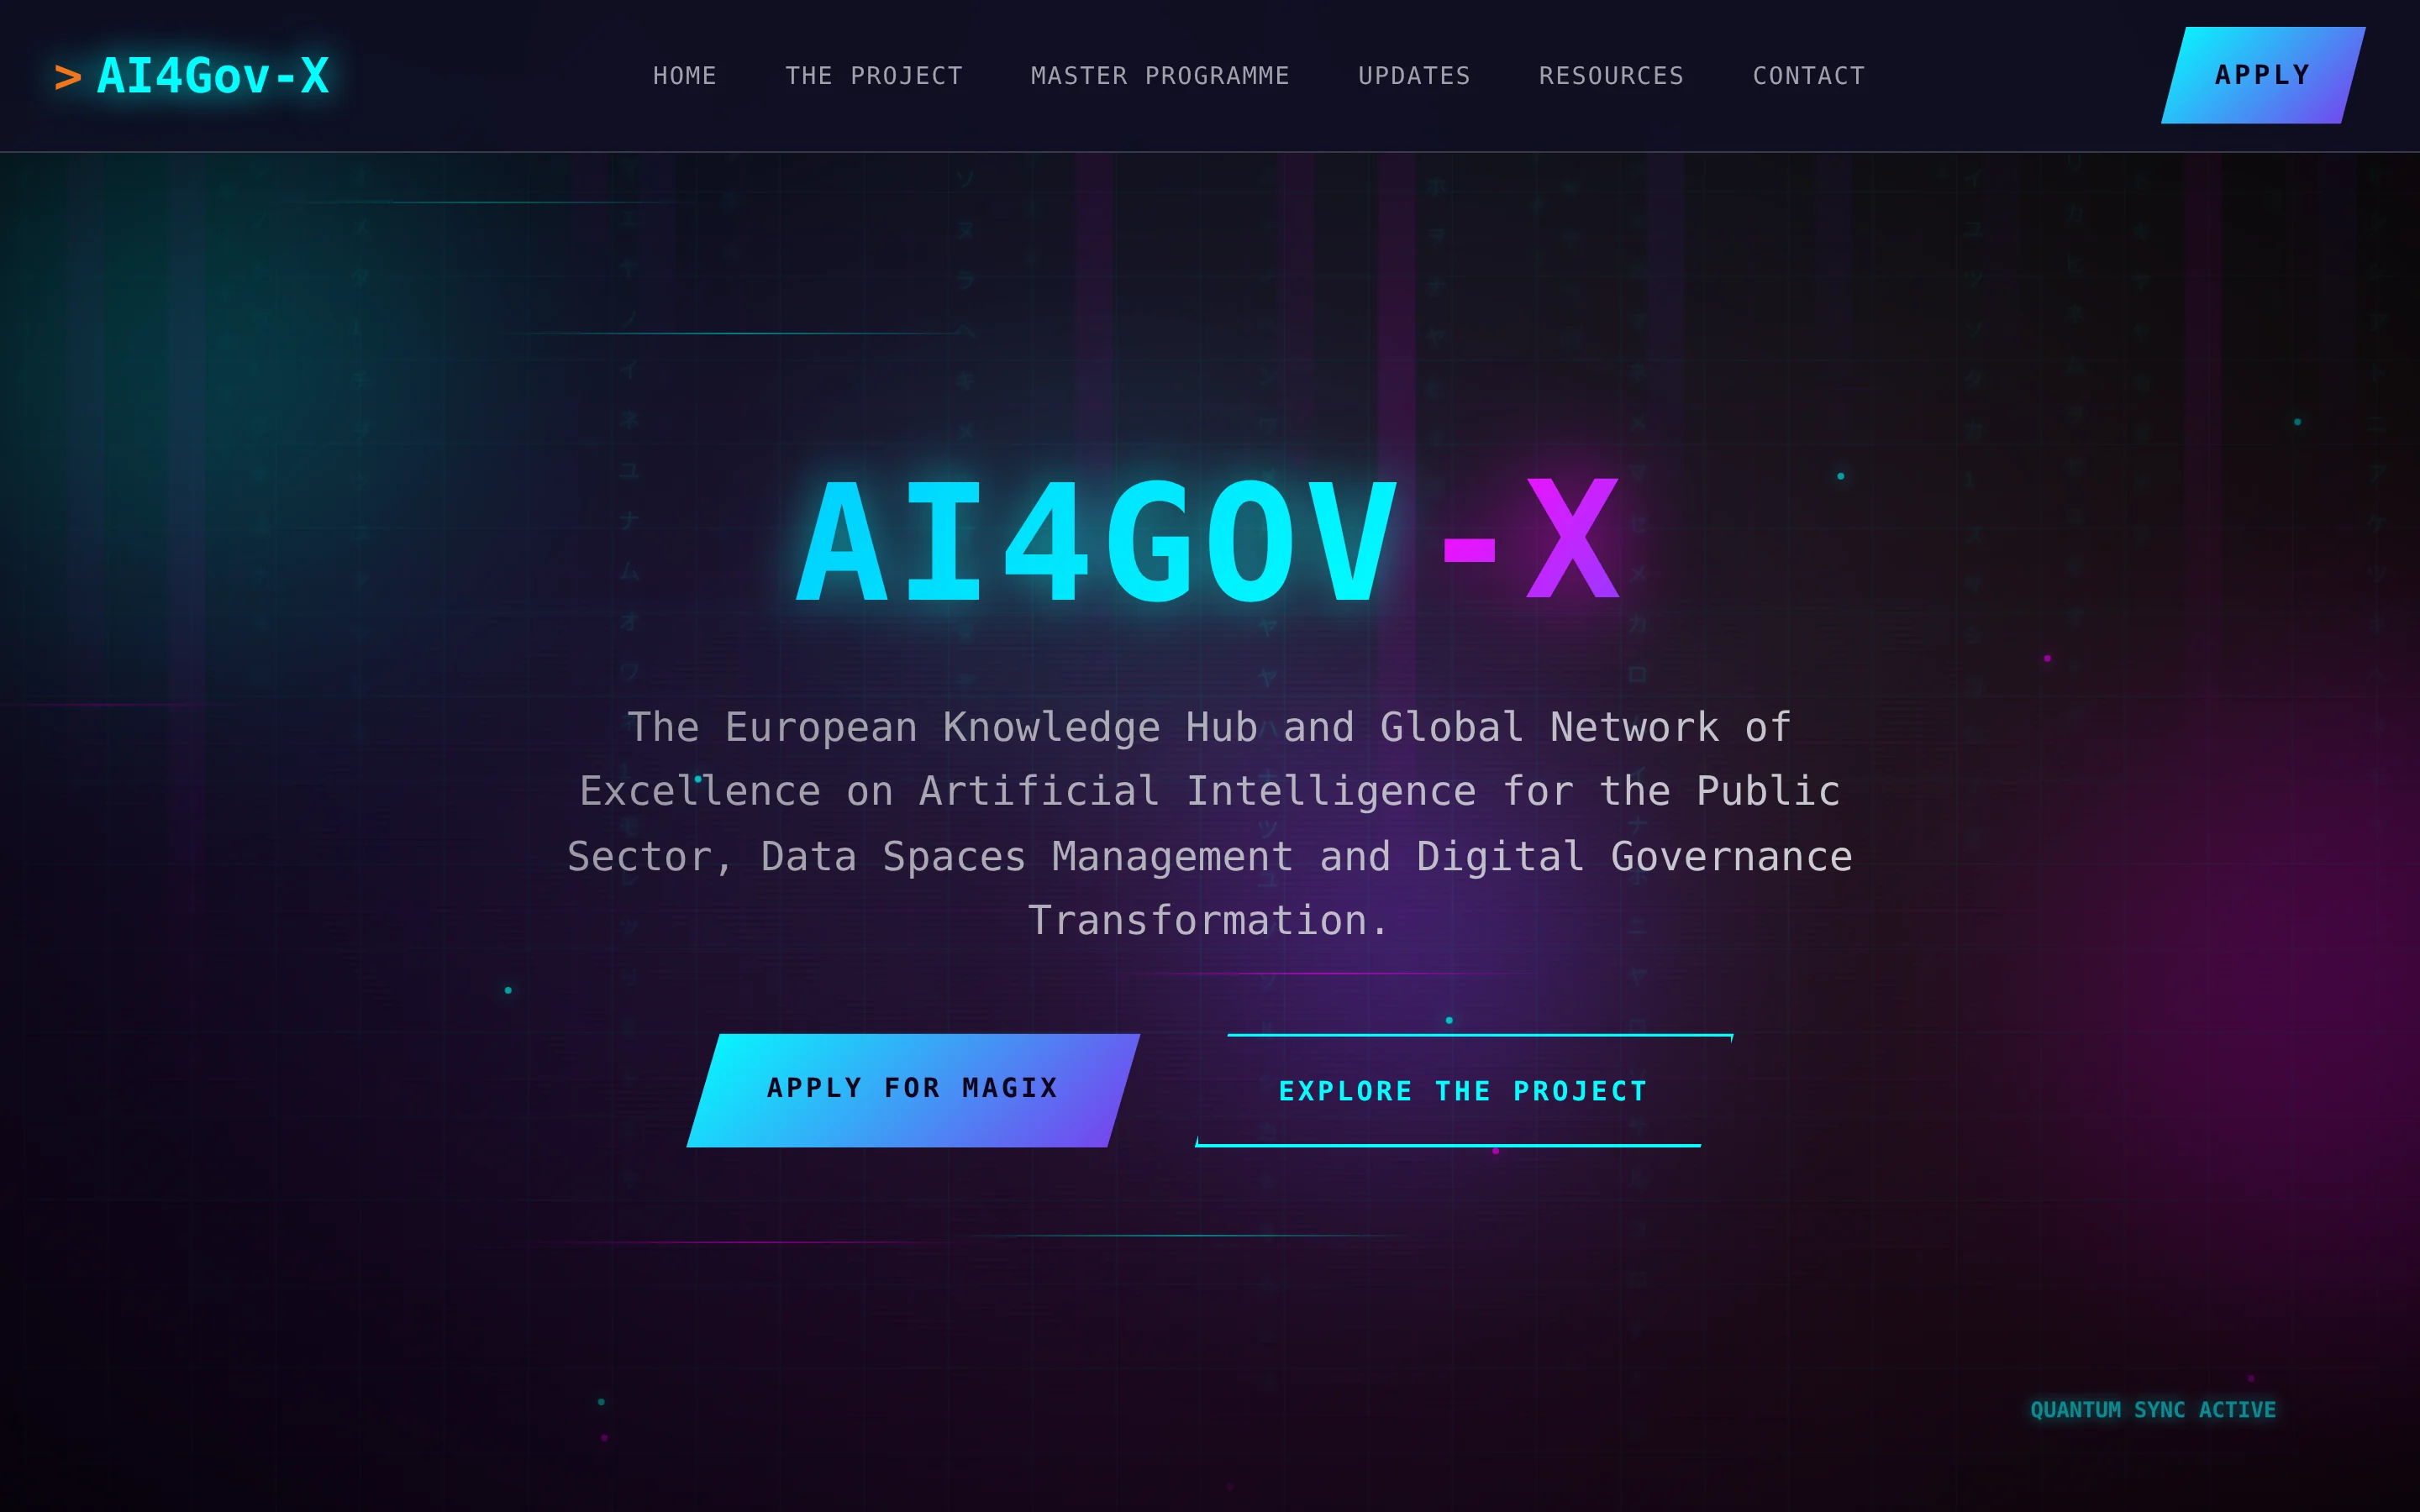 > AI4Gov-X
HOME
THE PROJECT
MASTER PROGRAMME
UPDATES
RESOURCES
CONTACT
APPLY
AI4GOV-X
The European Knowledge Hub and Global Network of
Excellence on Artificial Intelligence for the Public
Sector, Data Spaces Management and Digital Governance
Transformation.
APPLY FOR MAGIX
EXPLORE THE PROJECT
QUANTUM SYNC ACTIVE